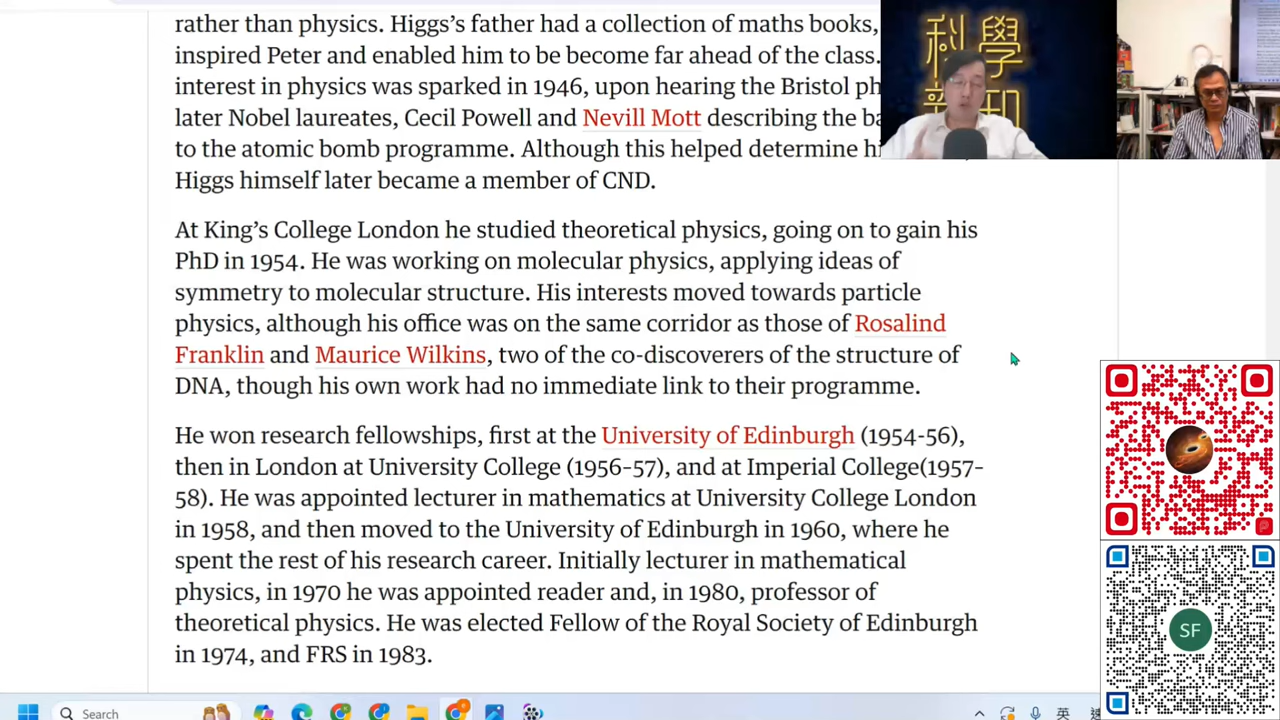 rather than physics. Higgs's father had a collection of maths books,
inspired Peter and enabled him to be become far ahead of the class.
interest in physics was sparked in 1946, upon hearing the Bristol ph
later Nobel laureates, Cecil Powell and Nevill Mott describing the ba
to the atomic bomb programme. Although this helped determine hi
Higgs himself later became a member of CND.
At King's College London he studied theoretical physics, going on to gain his
PhD in 1954. He was working on molecular physics, applying ideas of
symmetry to molecular structure. His interests moved towards particle
physics, although his office was on the same corridor as those of Rosalind
Franklin and Maurice Wilkins, two of the co-discoverers of the structure of
DNA, though his own work had no immediate link to their programme.
He won research fellowships, first at the University of Edinburgh (1954-56),
then in London at University College (1956–57), and at Imperial College(1957–
58). He was appointed lecturer in mathematics at University College London
in 1958, and then moved to the University of Edinburgh in 1960, where he
spent the rest of his research career. Initially lecturer in mathematical
physics, in 1970 he was appointed reader and, in 1980, professor of
theoretical physics. He was elected Fellow of the Royal Society of Edinburgh
in 1974, and FRS in 1983.
科學
SF
Search
英